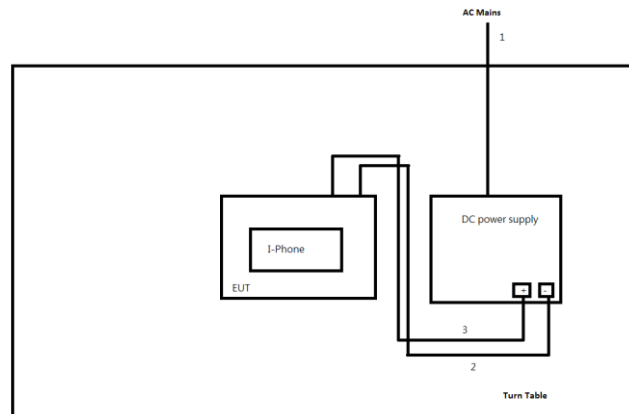 AC Mains
1
DC power supply
I-Phone
EUT
+
-
3
2
Turn Table